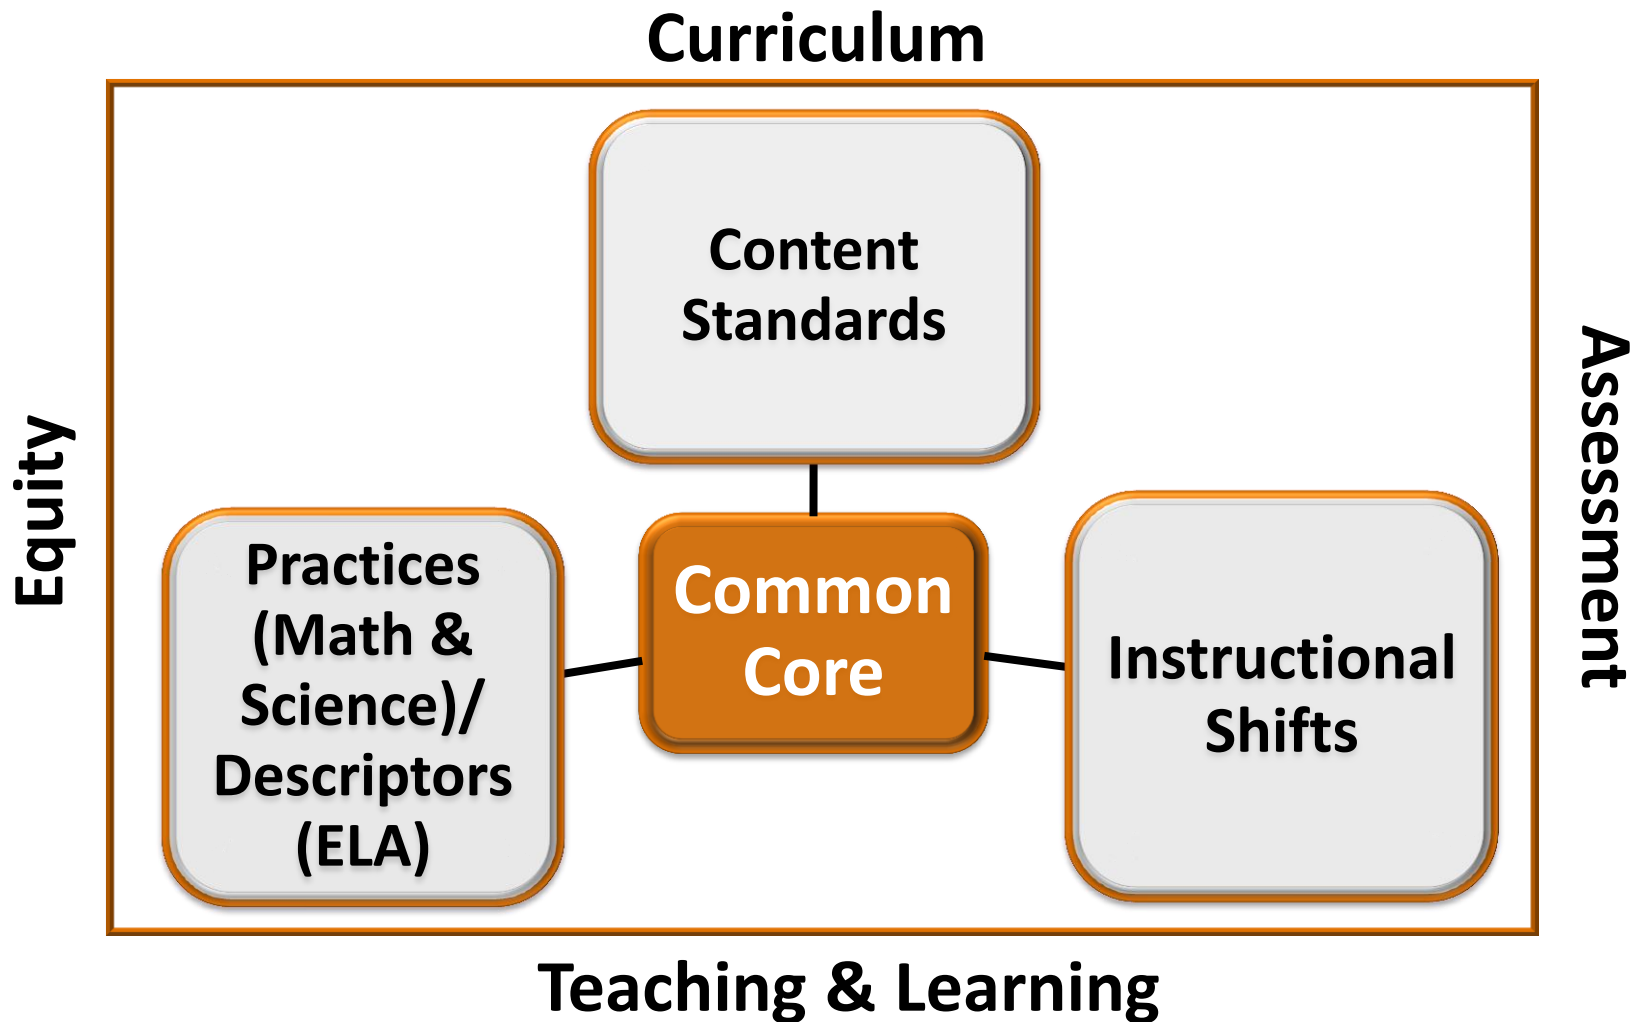 Curriculum
Content
Standards
Equity
Assessment
Practices
(Math &
Science)/
Descriptors
(ELA)
Common
Core
Instructional
Shifts
Teaching & Learning